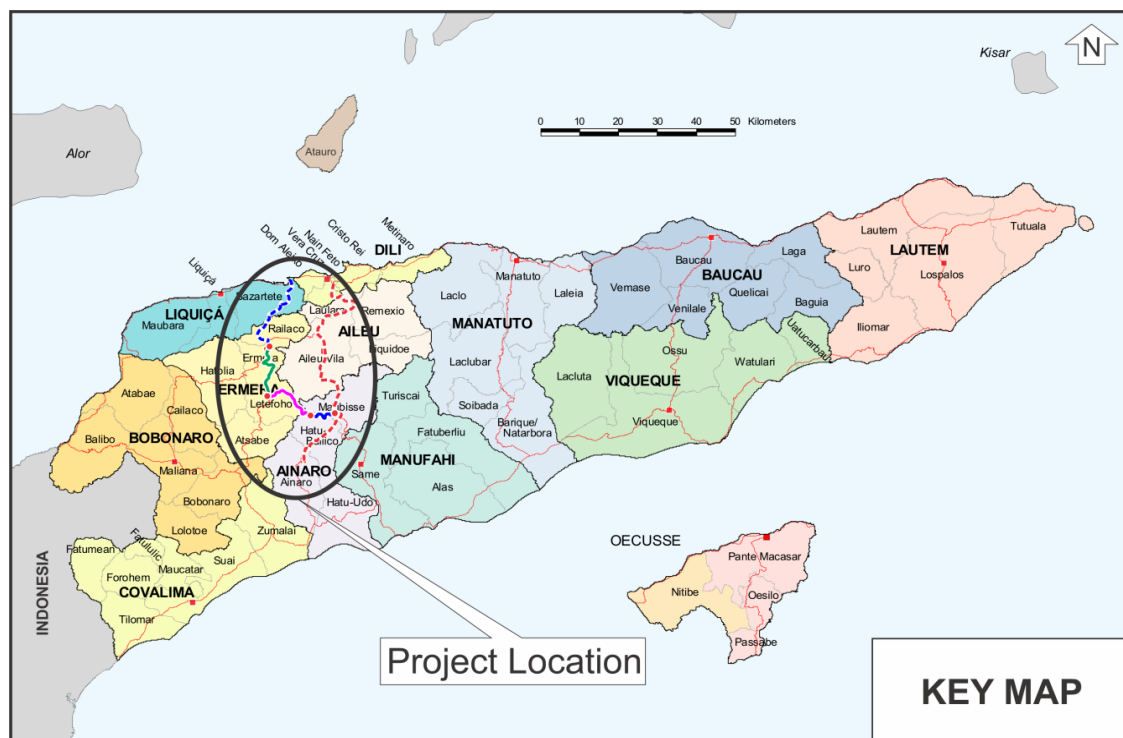 N
Kisar
0 10 20 30 40 50 Kilometers
Alor
Atauro
Metinaro
Cristo Rei
Nain Feto
Vera Cruz
Dom Aleixo
DILI
Lautem
Tutuala
LAUTEM
Luro
Lospalos
Iliomar
Laga
Baucau
BAUCAU
Vemase
Quelicai
Venilale
Baguia
Manatuto
Laclo
Laleia
MANATUTO
Laclubar
Soibada
Barique/
Natarbora
Uatucarbau
Ossu
Watulari
Lacluta
VIQUEQUE
Viqueque
Liquiçá
Bazartete
LIQUIÇÁ
Maubara
Railaco
Laulara
Remexio
AILEU
Aileu Vila
Liquidoe
Ermera
Hatolia
ERMERA
Letefoho
Atsabe
Maubisse
Hatu-
Builico
AINARO
Ainaro
Hatu-Udo
Turiscai
Fatuberliu
MANUFAHI
Same
Alas
Atabae
Cailaco
Balibo
BOBONARO
Maliana
Bobonaro
Lolotoe
Zumalai
Fatumean
Fatululic
Suai
Forohem
Maucatar
COVALIMA
Tilomar
INDONESIA
OECUSSE
Pante Macasar
Nitibe
Oesilo
Passabe
Project Location
KEY MAP